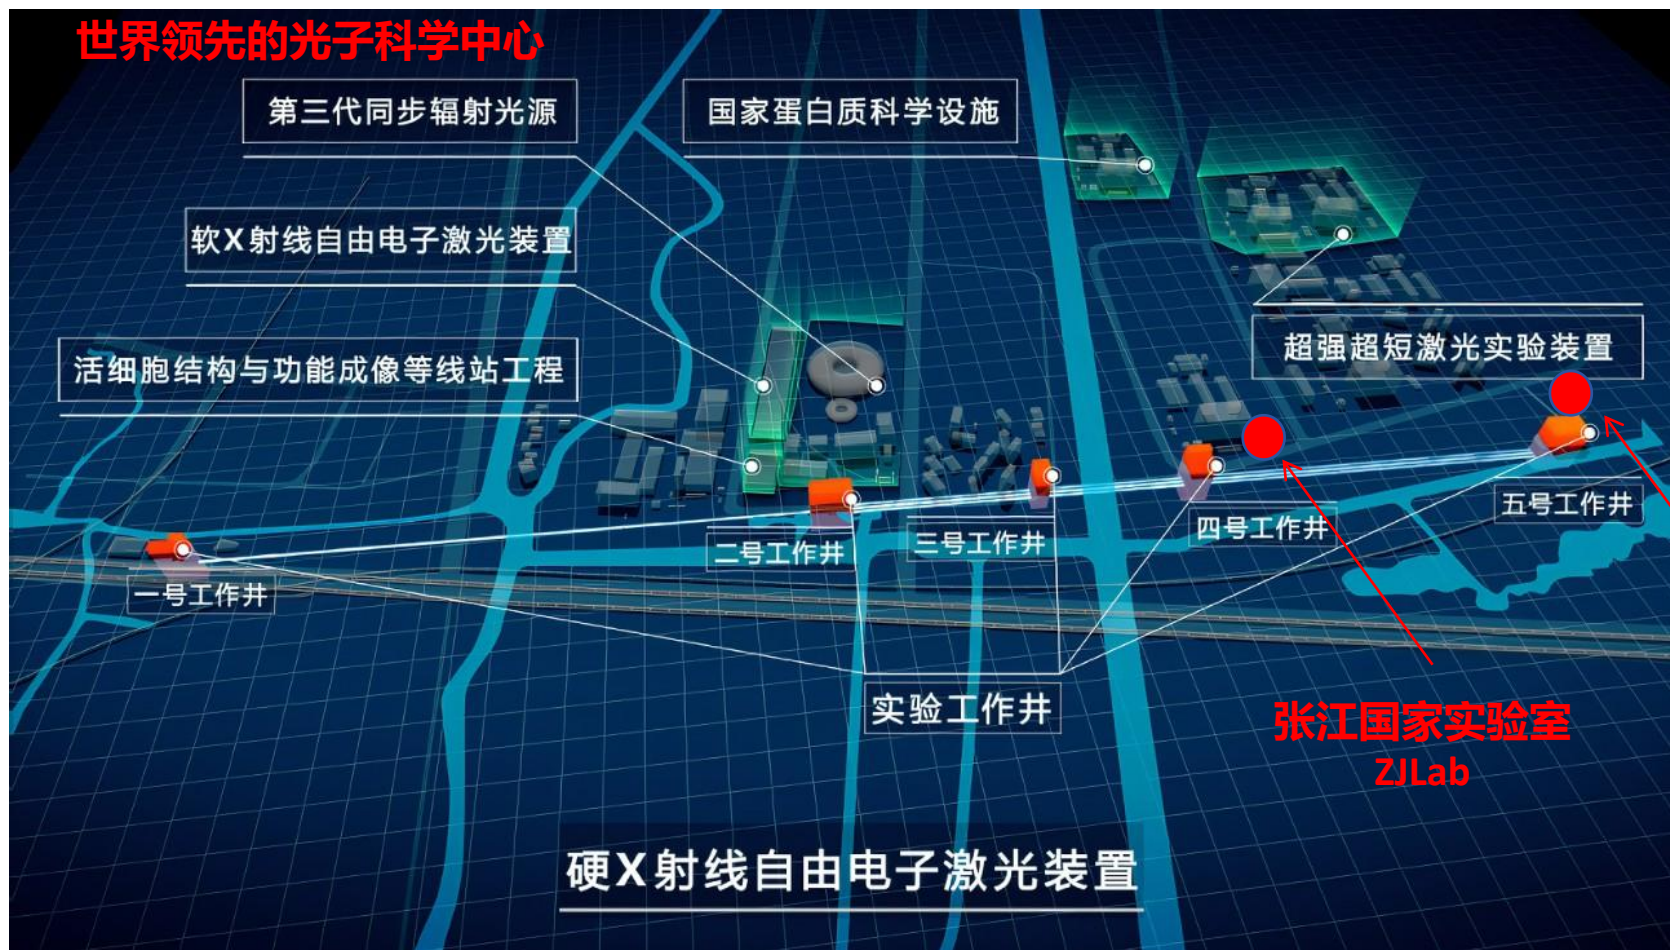 世界领先的光子科学中心
第三代同步辐射光源
国家蛋白质科学设施
软X射线自由电子激光装置
超强超短激光实验装置
活细胞结构与功能成像等线站工程
五号工作井
四号工作井
三号工作井
二号工作井
一号工作井
实验工作井
张江国家实验室
ZJLab
硬X射线自由电子激光装置